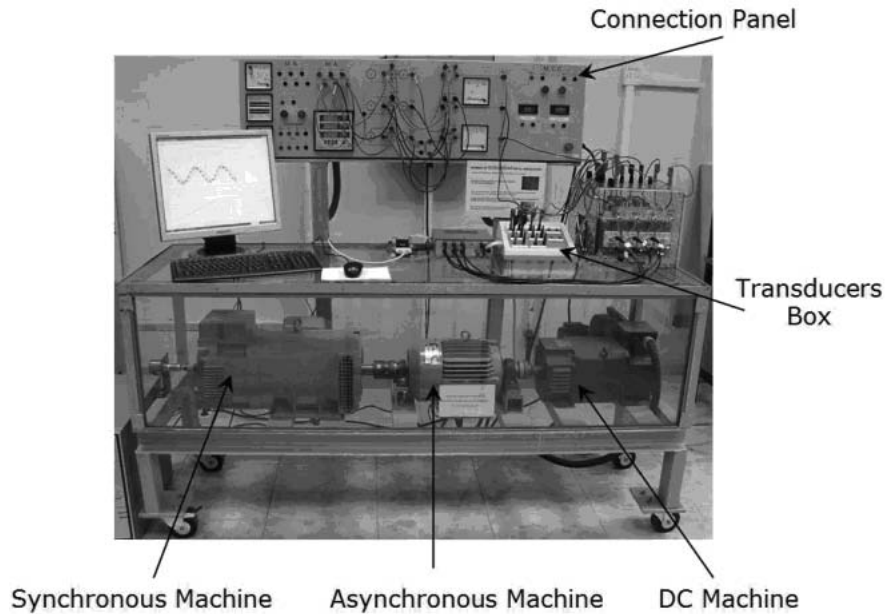 Connection Panel
Transducers
Box
Synchronous Machine
Asynchronous Machine
DC Machine